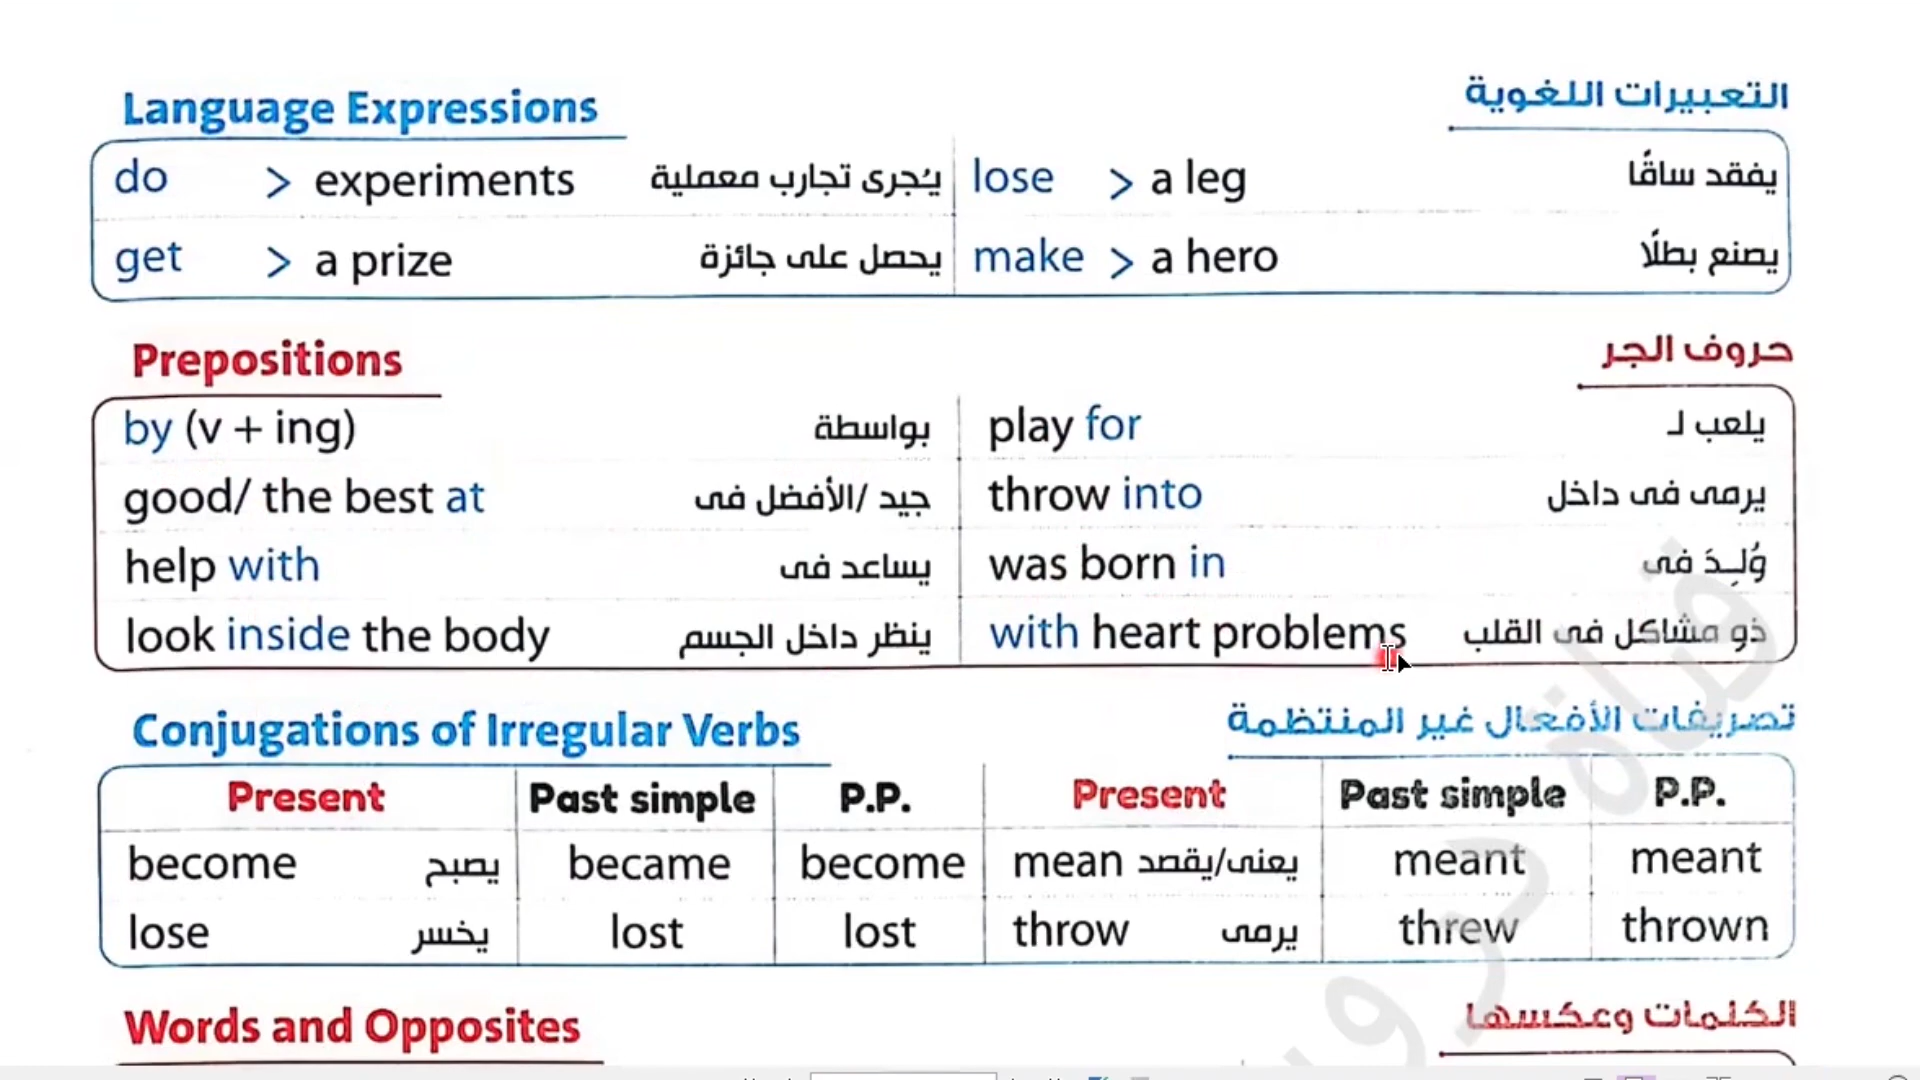 Language Expressions التعبيرات اللغوية
do > experiments يُجرى تجارب معملية lose > a leg يفقد ساقًا
get > a prize يحصل على جائزة make > a hero يصنع بطلًا
Prepositions حروف الجر
by (v + ing) بواسطة play for يلعب لـ
good/ the best at جيد /الأفضل فى throw into يرمى فى داخل
help with يساعد فى was born in وُلـِدَ فى
look inside the body ينظر داخل الجسم with heart problems ذو مشاكل فى القلب
Conjugations of Irregular Verbs تصريفات الأفعال غير المنتظمة
Present Past simple P.P. Present Past simple P.P.
become يصبح became become mean يعنى/يقصد meant meant
lose يخسر lost lost throw يرمى threw thrown
Words and Opposites الكلمات وعكسها